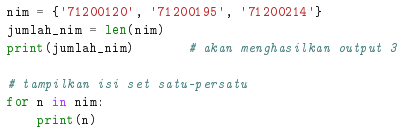 nim = {'71200120', '71200195', '71200214'}
jumlah_nim = len(nim)
print(jumlah_nim)        # akan menghasilkan output 3

# tampilkan isi set satu-persatu
for n in nim:
    print(n)